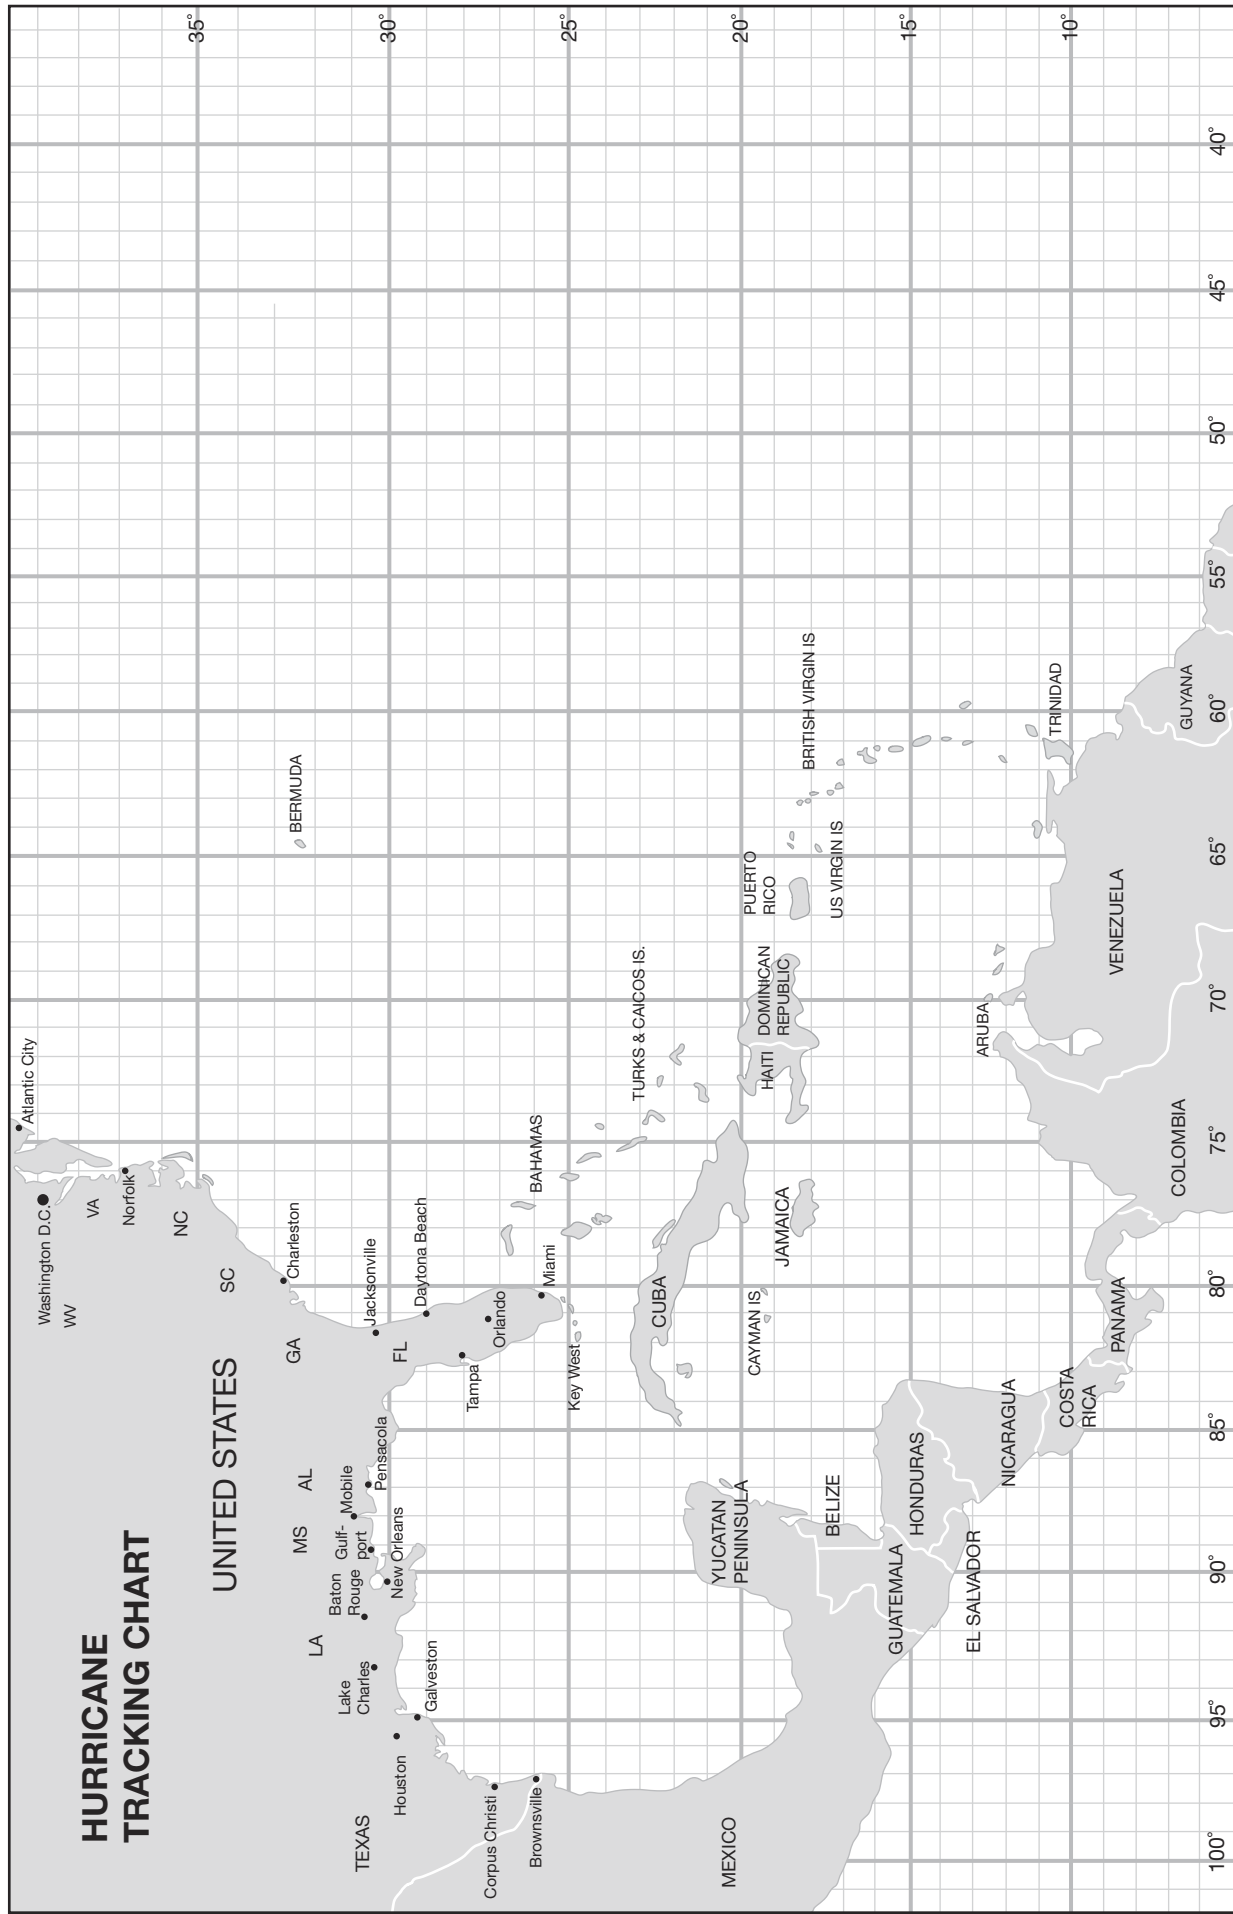 HURRICANE
TRACKING CHART
UNITED STATES
Washington D.C.
WV
VA
Norfolk
NC
Atlantic City
SC
Charleston
GA
AL
MS
LA
TEXAS
Jacksonville
FL
Daytona Beach
Orlando
Tampa
Miami
Key West
Pensacola
Mobile
Gulf-
port
New Orleans
Baton
Rouge
Lake
Charles
Galveston
Houston
Corpus Christi
Brownsville
BERMUDA
BAHAMAS
TURKS & CAICOS IS.
CUBA
CAYMAN IS
JAMAICA
HAITI
DOMINICAN
REPUBLIC
PUERTO
RICO
US VIRGIN IS
BRITISH VIRGIN IS
MEXICO
YUCATAN
PENINSULA
BELIZE
GUATEMALA
HONDURAS
EL SALVADOR
NICARAGUA
COSTA
RICA
PANAMA
COLOMBIA
ARUBA
VENEZUELA
TRINIDAD
GUYANA
35°
30°
25°
20°
15°
10°
100°
95°
90°
85°
80°
75°
70°
65°
60°
55°
50°
45°
40°